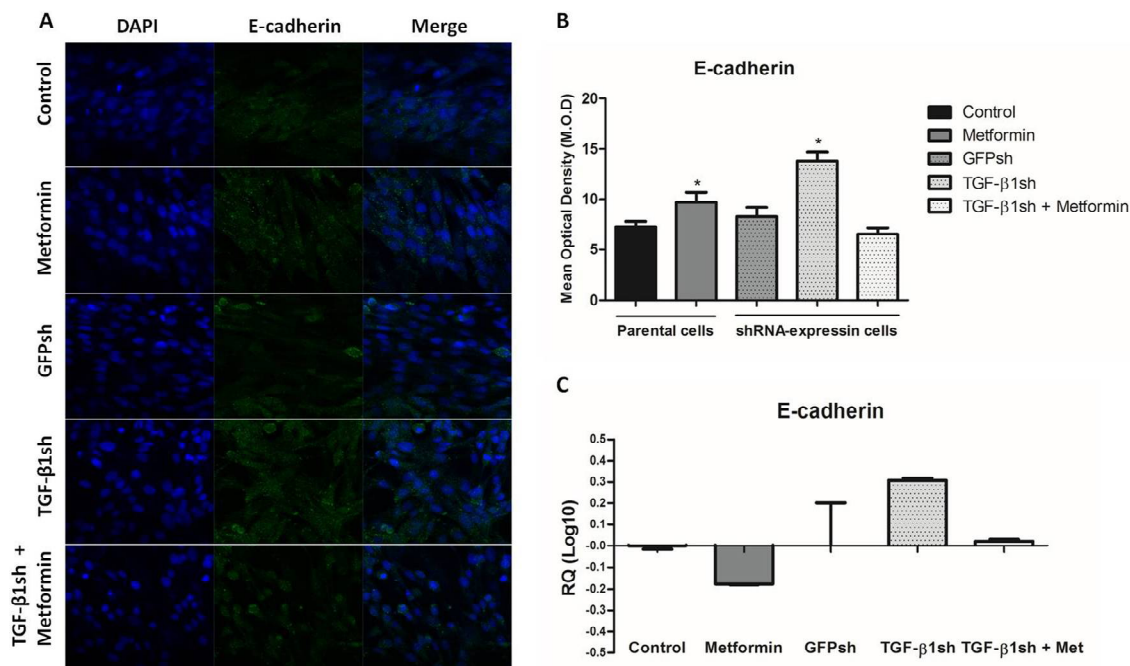 A
DAPI E-cadherin Merge
Control
Metformin
GFPsh
TGF-β1sh
TGF-β1sh +
Metformin
B
E-cadherin
Mean Optical Density (M.O.D)
20
15
10
5
0
*
*
Parental cells shRNA-expressin cells
Control
Metformin
GFPsh
TGF-β1sh
TGF-β1sh + Metformin
C
E-cadherin
RQ (Log10)
0.5
0.4
0.3
0.2
0.1
-0.0
-0.1
-0.2
-0.3
-0.4
-0.5
Control Metformin GFPsh TGF-β1sh TGF-β1sh + Met